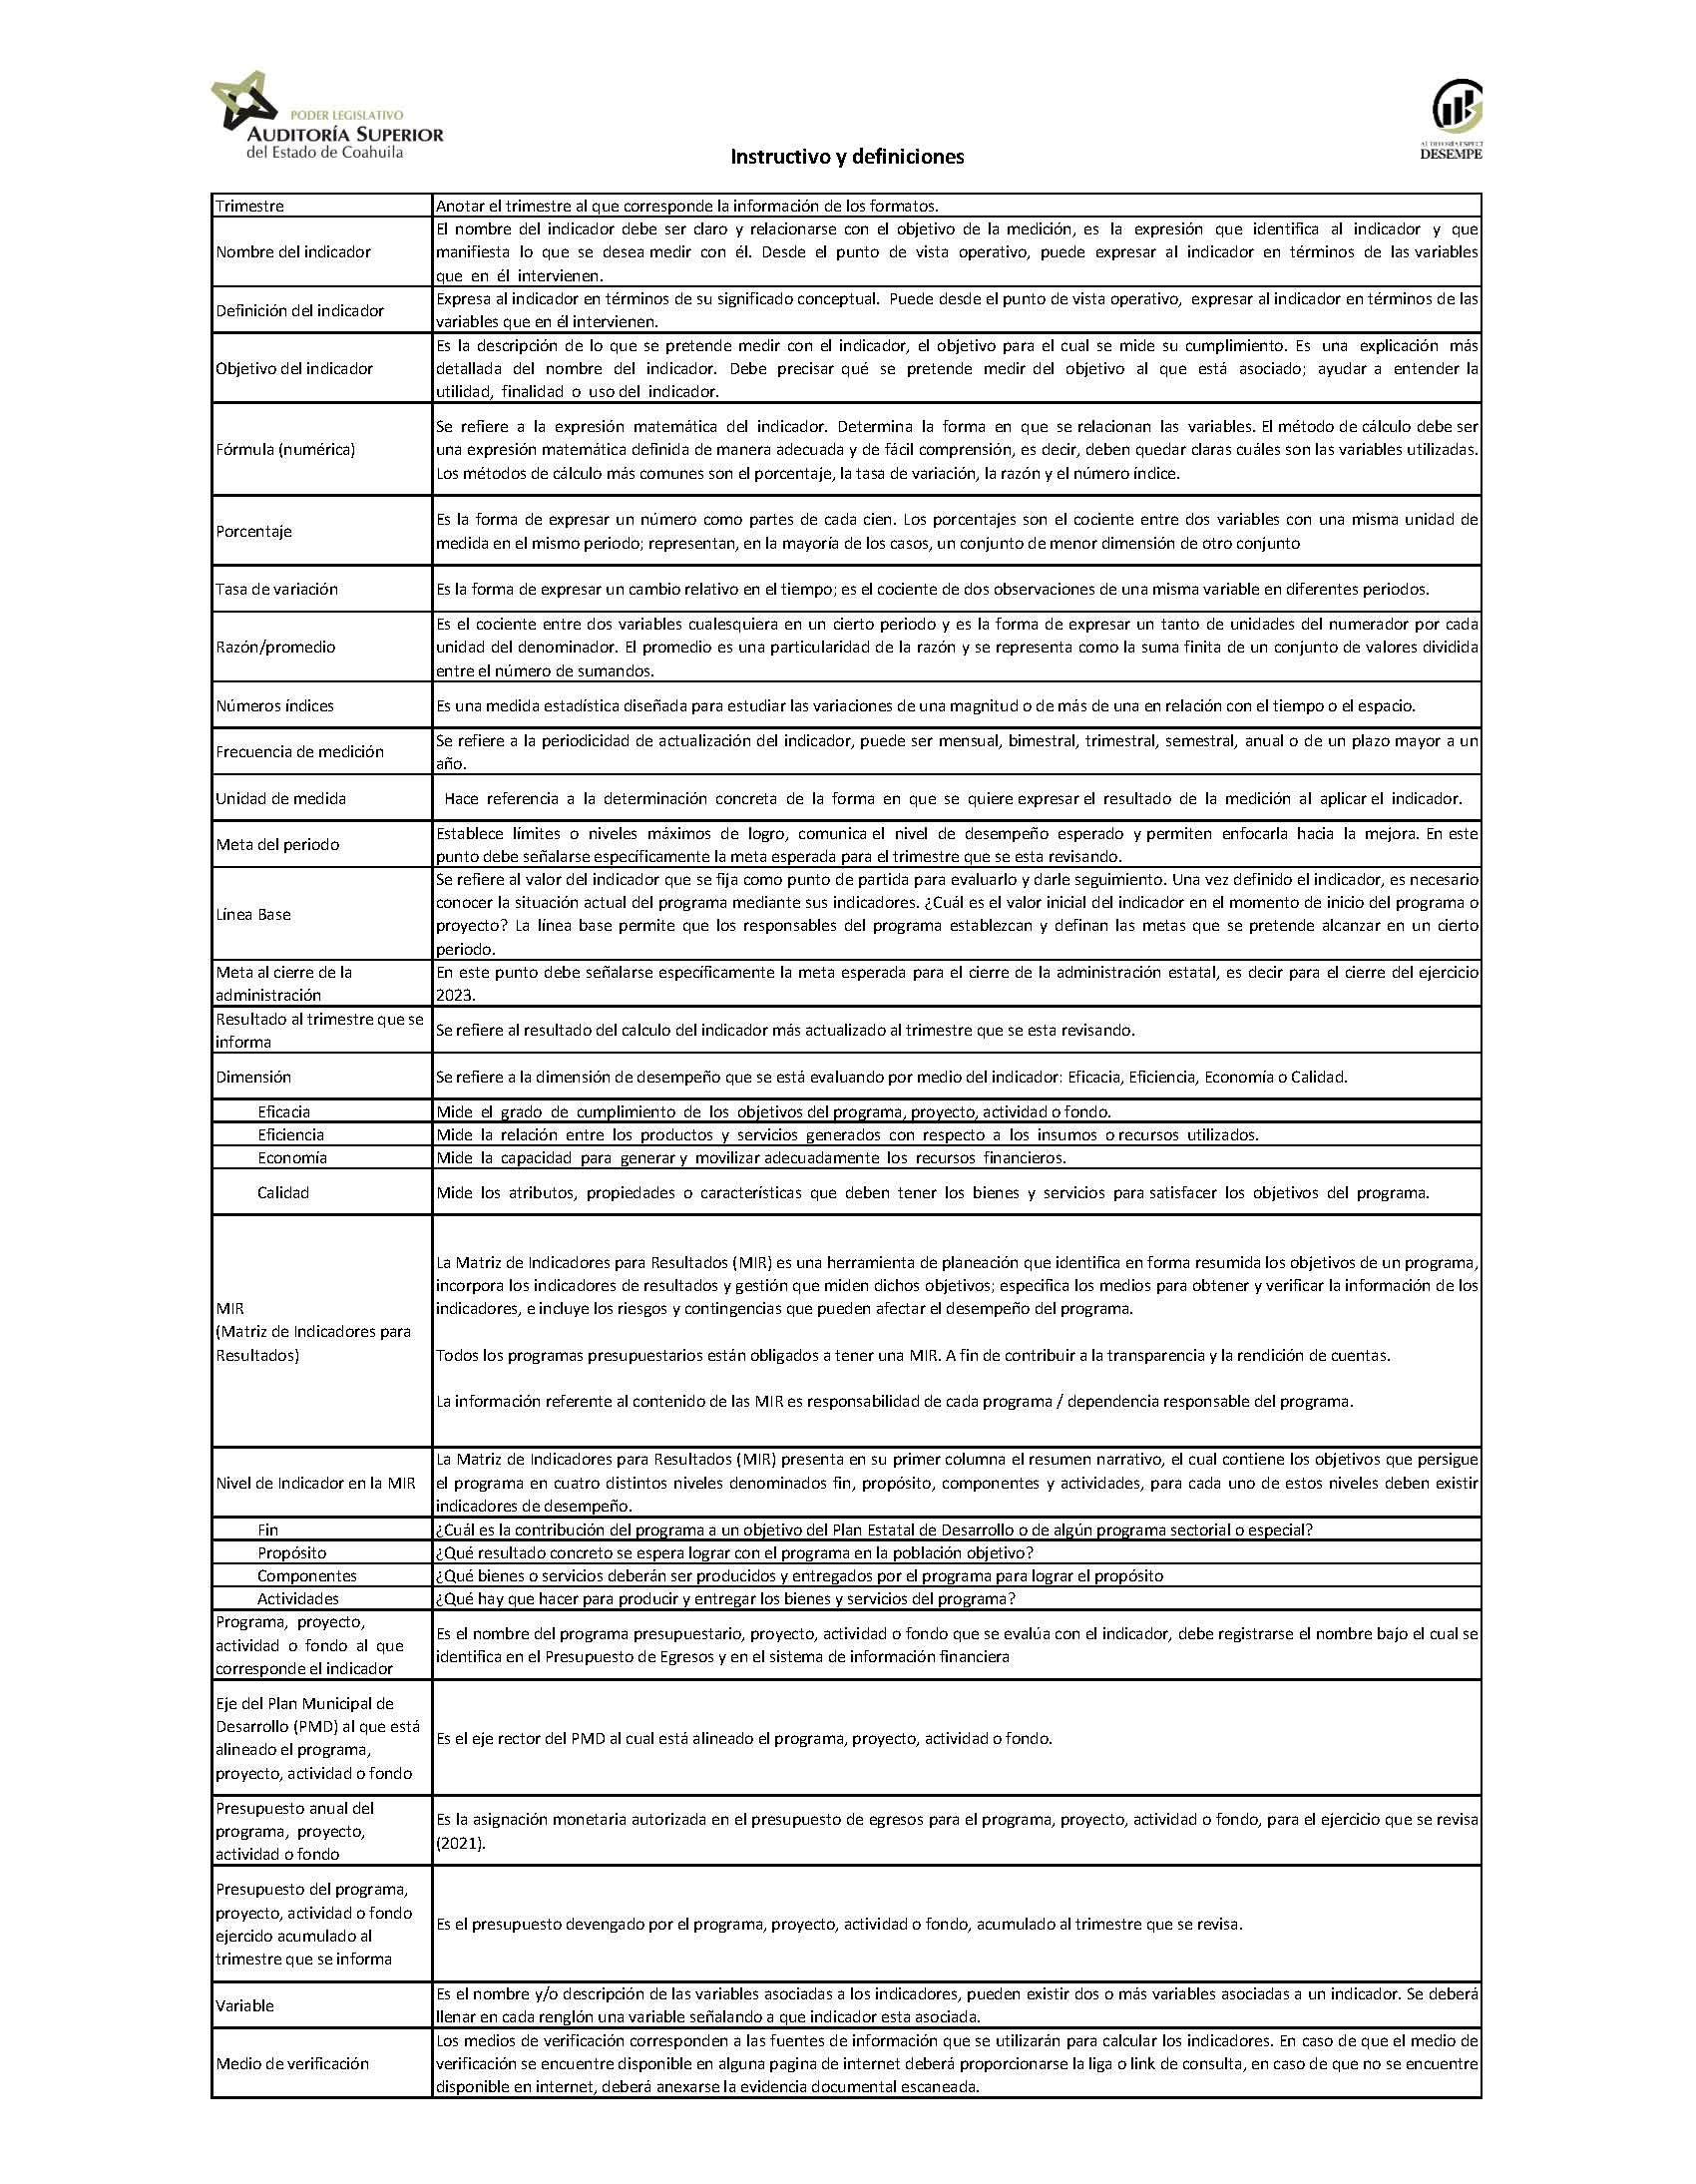 PODER LEGISLATIVO
AUDITORÍA SUPERIOR
del Estado de Coahuila
DESEMPE
Instructivo y definiciones
Trimestre
Anotar el trimestre al que corresponde la información de los formatos.
Nombre del indicador
El nombre del indicador debe ser claro y relacionarse con el objetivo de la medición, es la expresión que identifica al indicador y que
manifiesta lo que se desea medir con él. Desde el punto de vista operativo, puede expresar al indicador en términos de las variables
que en él intervienen.
Definición del indicador
Expresa al indicador en términos de su significado conceptual. Puede desde el punto de vista operativo, expresar al indicador en términos de las
variables que en él intervienen.
Objetivo del indicador
Es la descripción de lo que se pretende medir con el indicador, el objetivo para el cual se mide su cumplimiento. Es una explicación más
detallada del nombre del indicador. Debe precisar qué se pretende medir del objetivo al que está asociado; ayudar a entender la
utilidad, finalidad o uso del indicador.
Fórmula (numérica)
Se refiere a la expresión matemática del indicador. Determina la forma en que se relacionan las variables. El método de cálculo debe ser
una expresión matemática definida de manera adecuada y de fácil comprensión, es decir, deben quedar claras cuáles son las variables utilizadas.
Los métodos de cálculo más comunes son el porcentaje, la tasa de variación, la razón y el número índice.
Porcentaje
Es la forma de expresar un número como partes de cada cien. Los porcentajes son el cociente entre dos variables con una misma unidad de
medida en el mismo periodo; representan, en la mayoría de los casos, un conjunto de menor dimensión de otro conjunto
Tasa de variación
Es la forma de expresar un cambio relativo en el tiempo; es el cociente de dos observaciones de una misma variable en diferentes periodos.
Razón/promedio
Es el cociente entre dos variables cualesquiera en un cierto periodo y es la forma de expresar un tanto de unidades del numerador por cada
unidad del denominador. El promedio es una particularidad de la razón y se representa como la suma finita de un conjunto de valores dividida
entre el número de sumandos.
Números índices
Es una medida estadística diseñada para estudiar las variaciones de una magnitud o de más de una en relación con el tiempo o el espacio.
Frecuencia de medición
Se refiere a la periodicidad de actualización del indicador, puede ser mensual, bimestral, trimestral, semestral, anual o de un plazo mayor a un
año.
Unidad de medida
Hace referencia a la determinación concreta de la forma en que se quiere expresar el resultado de la medición al aplicar el indicador.
Meta del periodo
Establece límites o niveles máximos de logro, comunica el nivel de desempeño esperado y permiten enfocarla hacia la mejora. En este
punto debe señalarse específicamente la meta esperada para el trimestre que se esta revisando.
Línea Base
Se refiere al valor del indicador que se fija como punto de partida para evaluarlo y darle seguimiento. Una vez definido el indicador, es necesario
conocer la situación actual del programa mediante sus indicadores. ¿Cuál es el valor inicial del indicador en el momento de inicio del programa o
proyecto? La línea base permite que los responsables del programa establezcan y definan las metas que se pretende alcanzar en un cierto
periodo.
Meta al cierre de la
administración
En este punto debe señalarse específicamente la meta esperada para el cierre de la administración estatal, es decir para el cierre del ejercicio
2023.
Resultado al trimestre que se
informa
Se refiere al resultado del calculo del indicador más actualizado al trimestre que se esta revisando.
Dimensión
Se refiere a la dimensión de desempeño que se está evaluando por medio del indicador: Eficacia, Eficiencia, Economía o Calidad.
Eficacia
Mide el grado de cumplimiento de los objetivos del programa, proyecto, actividad o fondo.
Eficiencia
Mide la relación entre los productos y servicios generados con respecto a los insumos o recursos utilizados.
Economía
Mide la capacidad para generar y movilizar adecuadamente los recursos financieros.
Calidad
Mide los atributos, propiedades o características que deben tener los bienes y servicios para satisfacer los objetivos del programa.
MIR
(Matriz de Indicadores para
Resultados)
La Matriz de Indicadores para Resultados (MIR) es una herramienta de planeación que identifica en forma resumida los objetivos de un programa,
incorpora los indicadores de resultados y gestión que miden dichos objetivos; especifica los medios para obtener y verificar la información de los
indicadores, e incluye los riesgos y contingencias que pueden afectar el desempeño del programa.
Todos los programas presupuestarios están obligados a tener una MIR. A fin de contribuir a la transparencia y la rendición de cuentas.
La información referente al contenido de las MIR es responsabilidad de cada programa / dependencia responsable del programa.
Nivel de Indicador en la MIR
La Matriz de Indicadores para Resultados (MIR) presenta en su primer columna el resumen narrativo, el cual contiene los objetivos que persigue
el programa en cuatro distintos niveles denominados fin, propósito, componentes y actividades, para cada uno de estos niveles deben existir
indicadores de desempeño.
Fin
¿Cuál es la contribución del programa a un objetivo del Plan Estatal de Desarrollo o de algún programa sectorial o especial?
Propósito
¿Qué resultado concreto se espera lograr con el programa en la población objetivo?
Componentes
¿Qué bienes o servicios deberán ser producidos y entregados por el programa para lograr el propósito
Actividades
¿Qué hay que hacer para producir y entregar los bienes y servicios del programa?
Programa, proyecto,
actividad o fondo al que
corresponde el indicador
Es el nombre del programa presupuestario, proyecto, actividad o fondo que se evalúa con el indicador, debe registrarse el nombre bajo el cual se
identifica en el Presupuesto de Egresos y en el sistema de información financiera
Eje del Plan Municipal de
Desarrollo (PMD) al que está
alineado el programa,
proyecto, actividad o fondo
Es el eje rector del PMD al cual está alineado el programa, proyecto, actividad o fondo.
Presupuesto anual del
programa, proyecto,
actividad o fondo
Es la asignación monetaria autorizada en el presupuesto de egresos para el programa, proyecto, actividad o fondo, para el ejercicio que se revisa
(2021).
Presupuesto del programa,
proyecto, actividad o fondo
ejercido acumulado al
trimestre que se informa
Es el presupuesto devengado por el programa, proyecto, actividad o fondo, acumulado al trimestre que se revisa.
Variable
Es el nombre y/o descripción de las variables asociadas a los indicadores, pueden existir dos o más variables asociadas a un indicador. Se deberá
llenar en cada renglón una variable señalando a que indicador esta asociada.
Medio de verificación
Los medios de verificación corresponden a las fuentes de información que se utilizarán para calcular los indicadores. En caso de que el medio de
verificación se encuentre disponible en alguna pagina de internet deberá proporcionarse la liga o link de consulta, en caso de que no se encuentre
disponible en internet, deberá anexarse la evidencia documental escaneada.